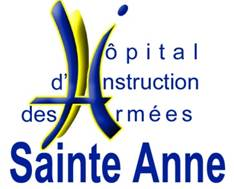 Hôpital
d'Instruction
des Armées
Sainte Anne